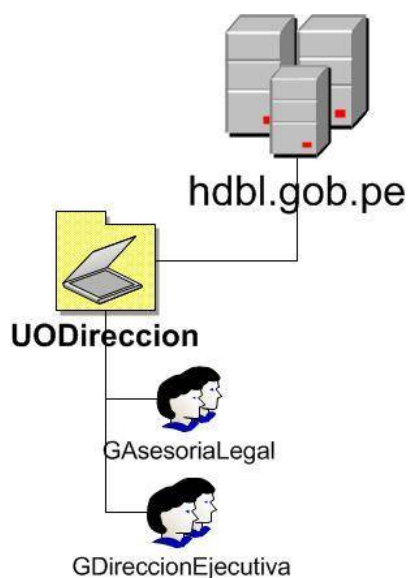 hdbl.gob.pe
UODireccion
GAsesoriaLegal
GDireccionEjecutiva